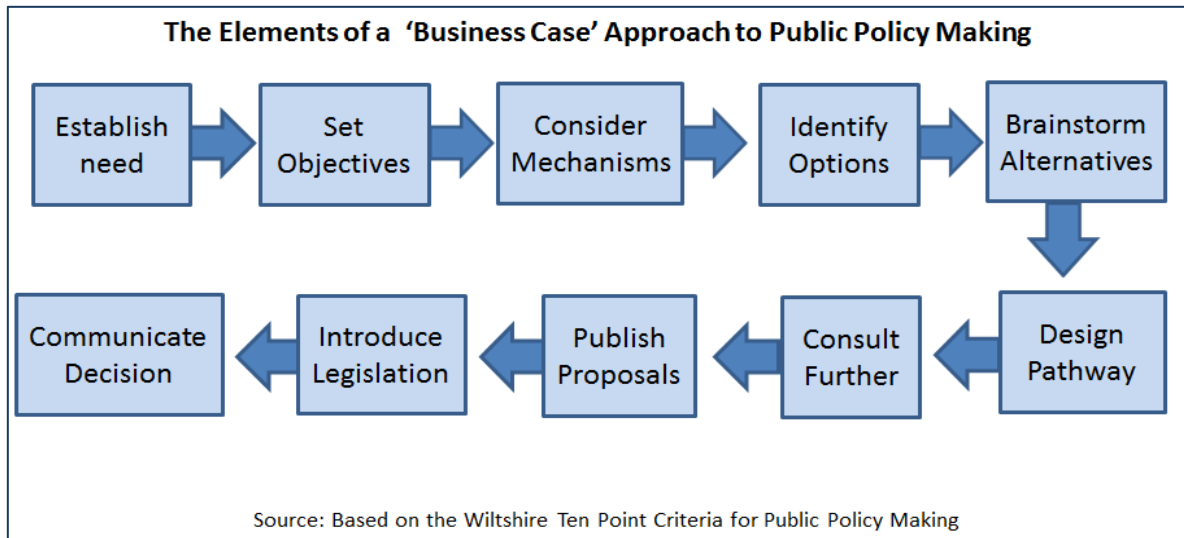 The Elements of a ‘Business Case’ Approach to Public Policy Making
Establish
need
Set
Objectives
Consider
Mechanisms
Identify
Options
Brainstorm
Alternatives
Design
Pathway
Consult
Further
Publish
Proposals
Introduce
Legislation
Communicate
Decision
Source: Based on the Wiltshire Ten Point Criteria for Public Policy Making